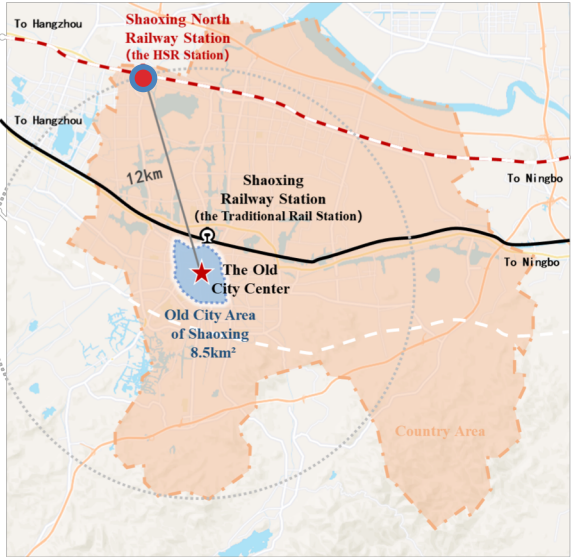 To Hangzhou
Shaoxing North
Railway Station
(the HSR Station)
To Hangzhou
12km
Shaoxing
Railway Station
(the Traditional Rail Station)
To Ningbo
To Ningbo
The Old
City Center
Old City Area
of Shaoxing
8.5km²
Country Area